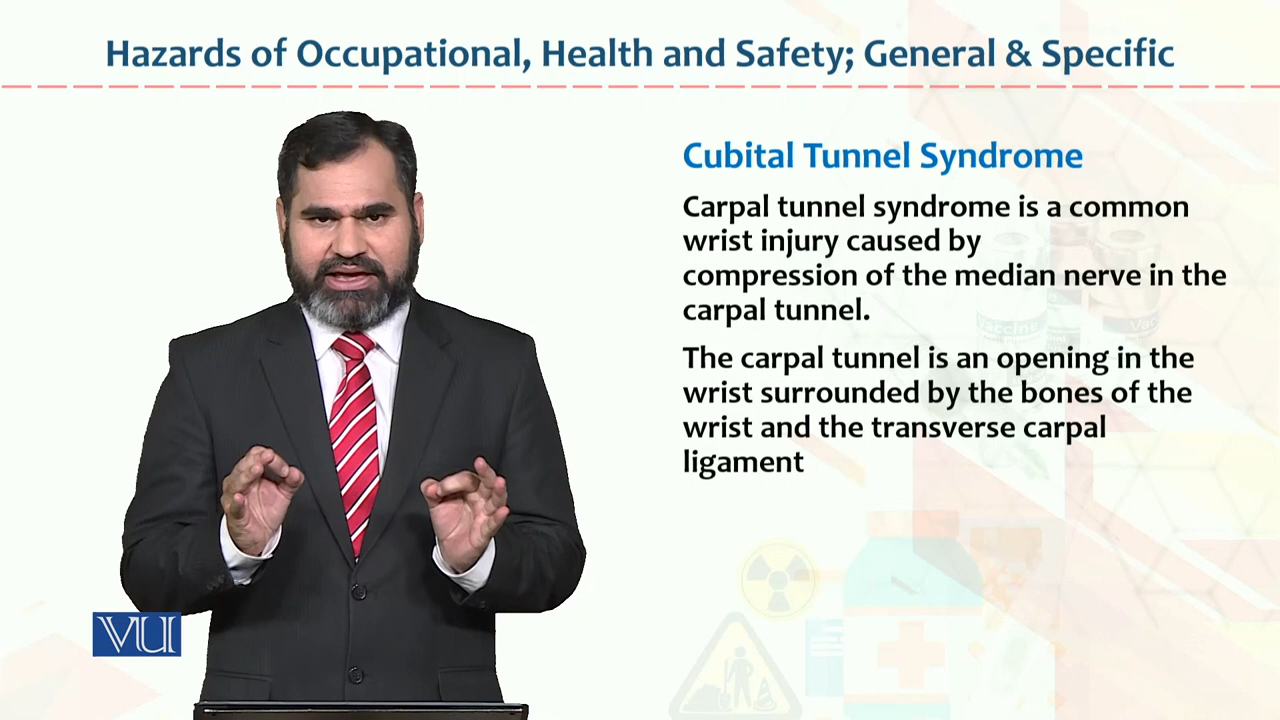 Hazards of Occupational, Health and Safety; General & Specific
Cubital Tunnel Syndrome
Carpal tunnel syndrome is a common
wrist injury caused by
compression of the median nerve in the
carpal tunnel.
The carpal tunnel is an opening in the
wrist surrounded by the bones of the
wrist and the transverse carpal
ligament
vaccine
VU